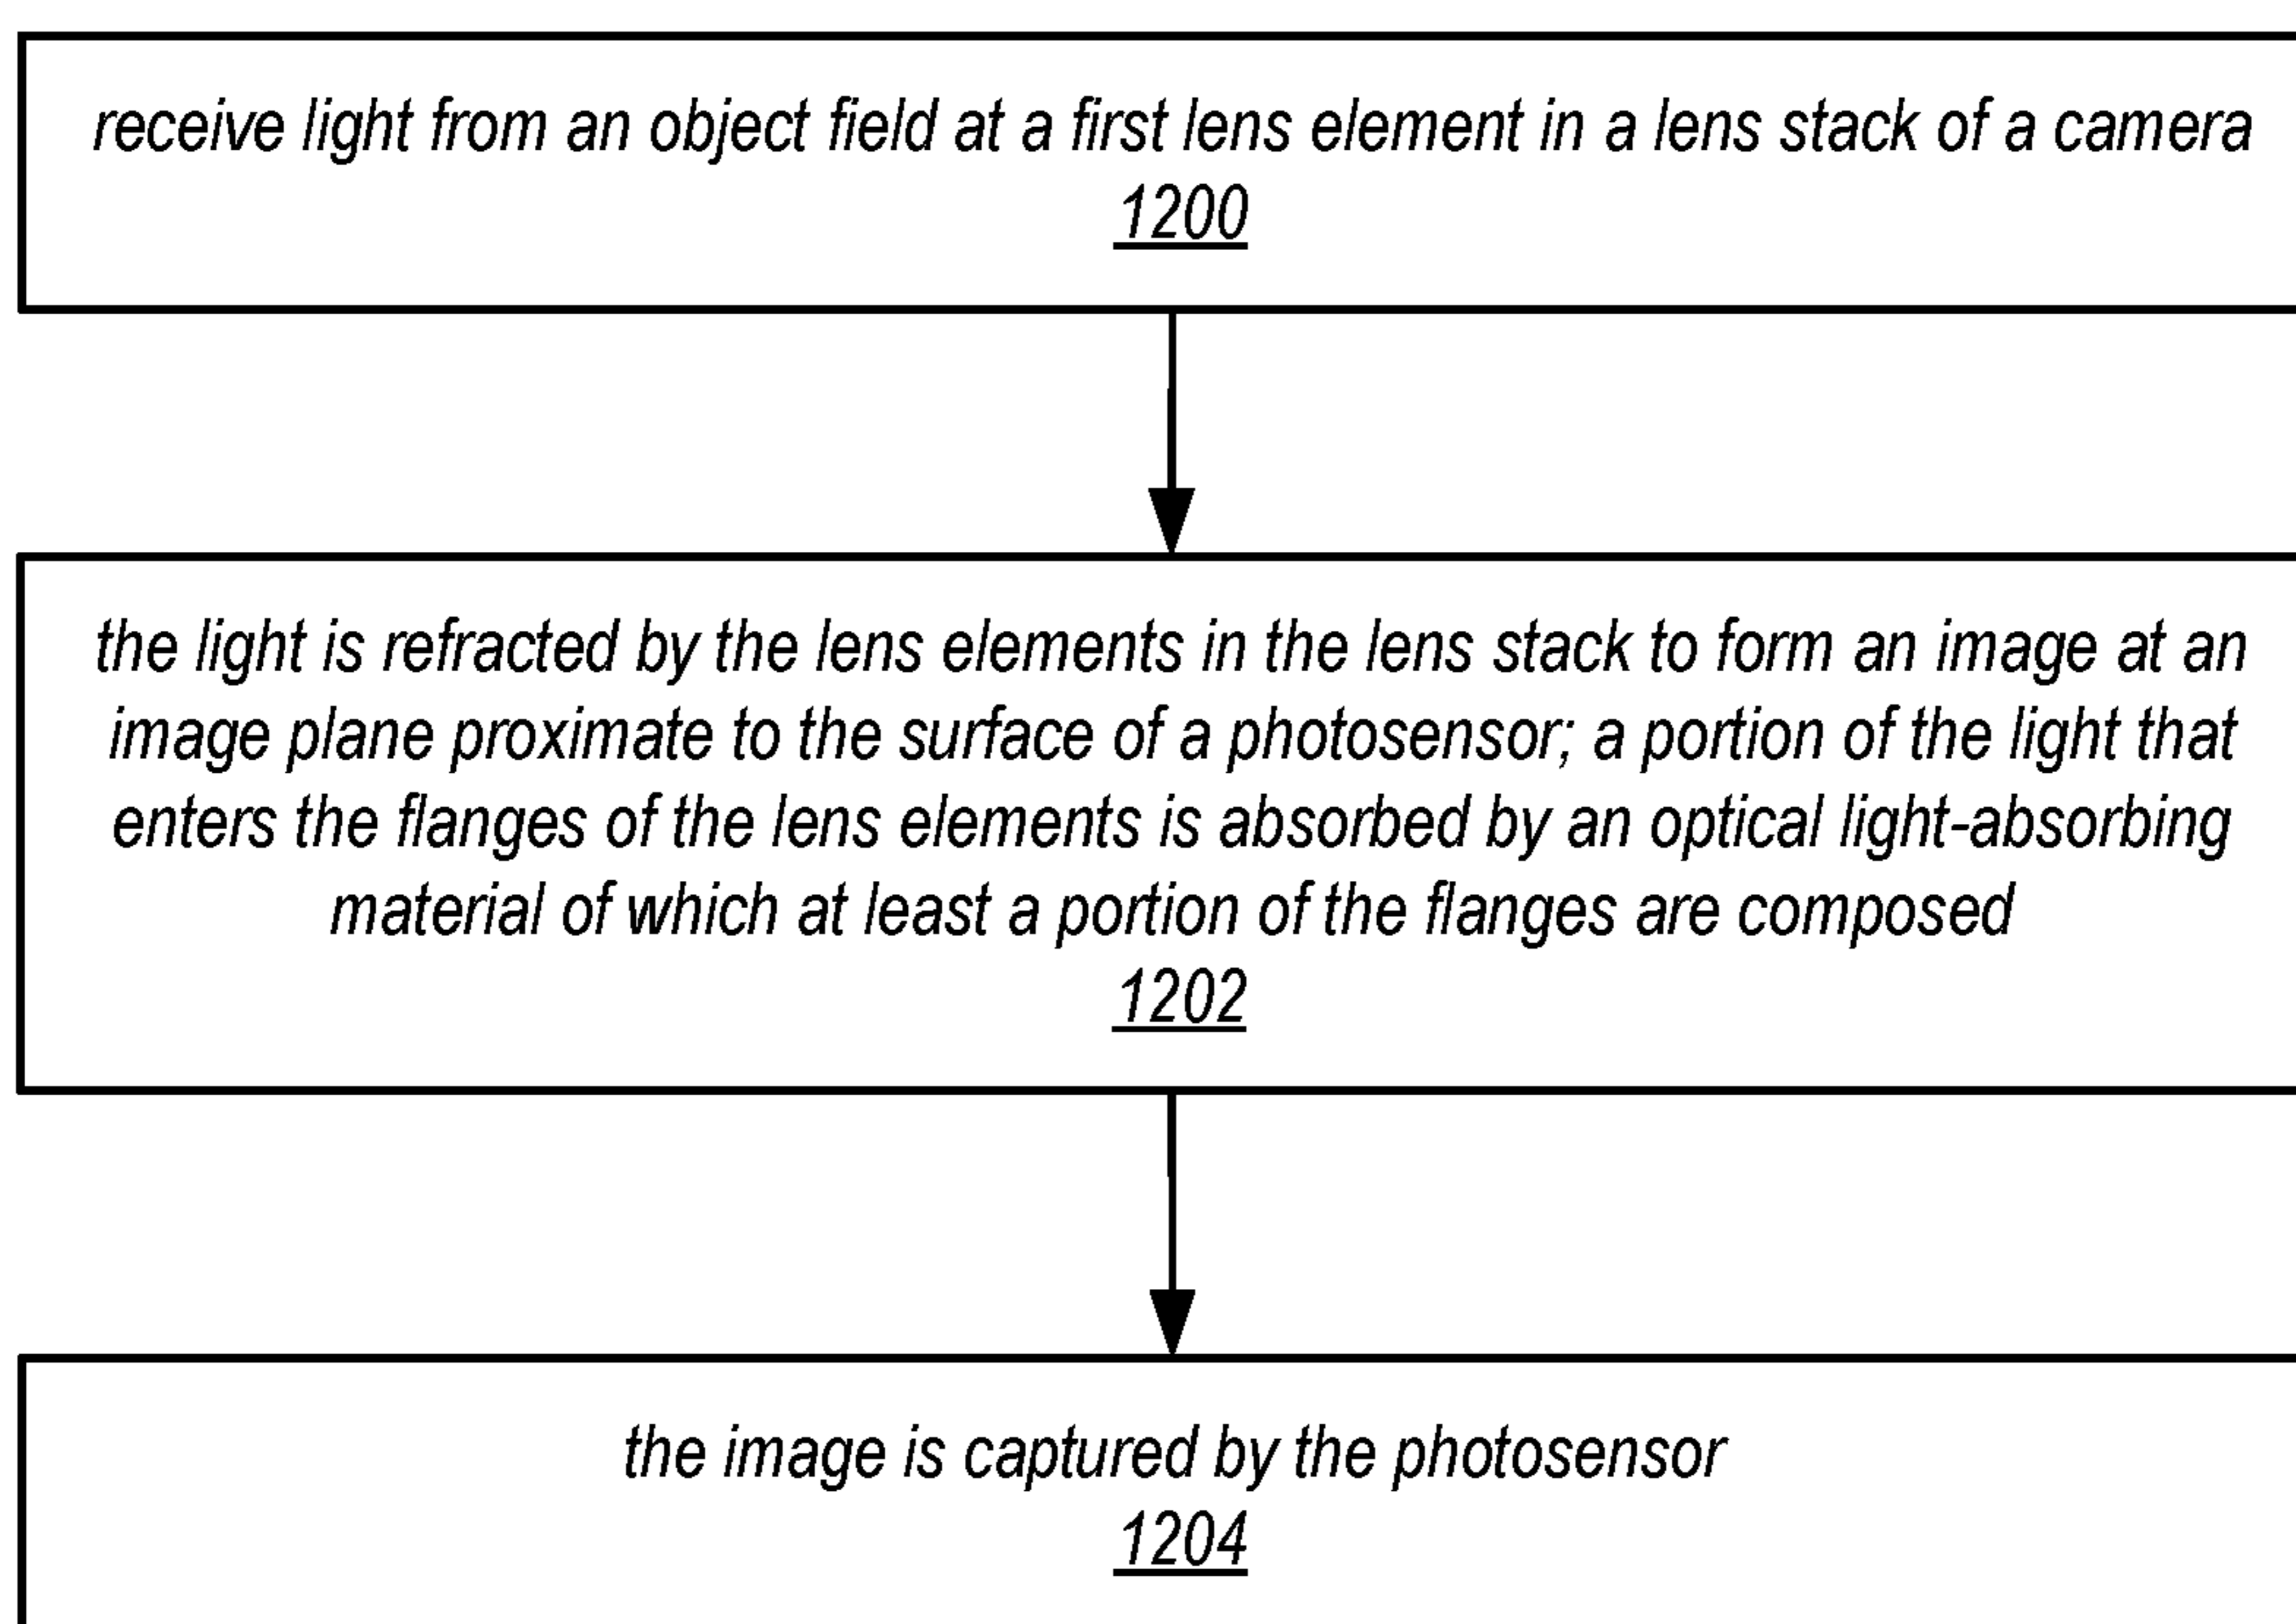 receive light from an object field at a first lens element in a lens stack of a camera
1200
the light is refracted by the lens elements in the lens stack to form an image at an
image plane proximate to the surface of a photosensor; a portion of the light that
enters the flanges of the lens elements is absorbed by an optical light-absorbing
material of which at least a portion of the flanges are composed
1202
the image is captured by the photosensor
1204